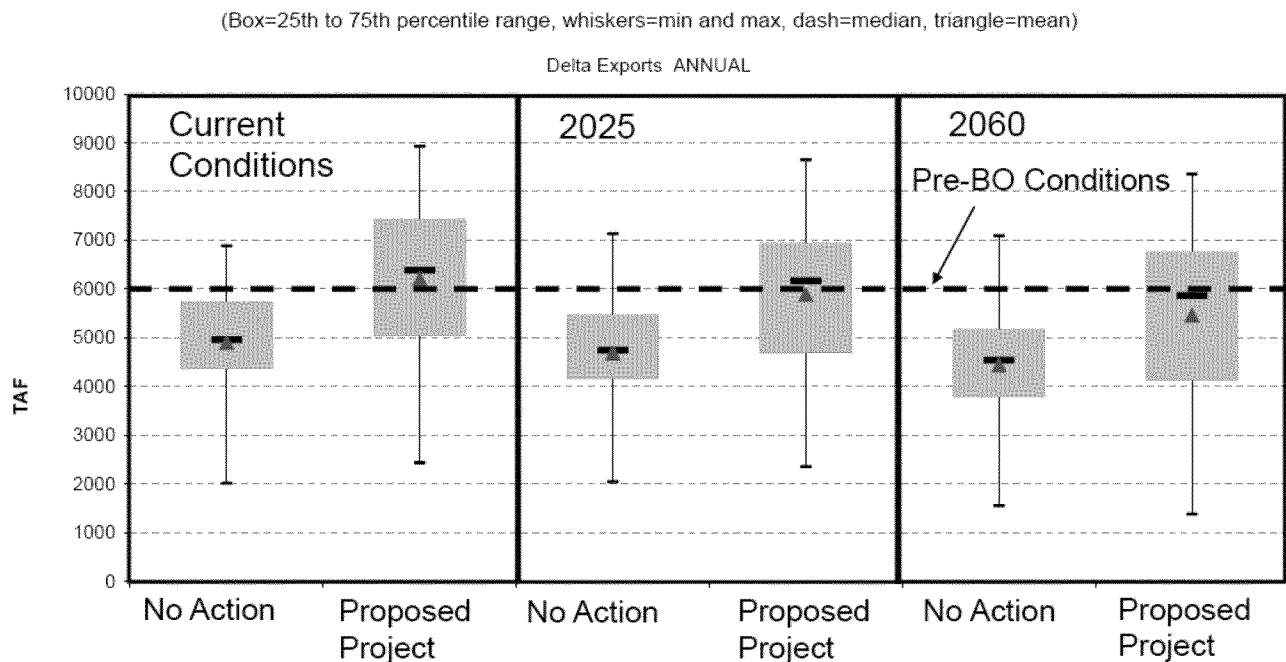 (Box=25th to 75th percentile range, whiskers=min and max, dash=median, triangle=mean)
Delta Exports ANNUAL
10000
9000
8000
7000
6000
5000
4000
3000
2000
1000
0
TAF
Current
Conditions
2025
2060
Pre-BO Conditions
No Action
Proposed
Project
No Action
Proposed
Project
No Action
Proposed
Project